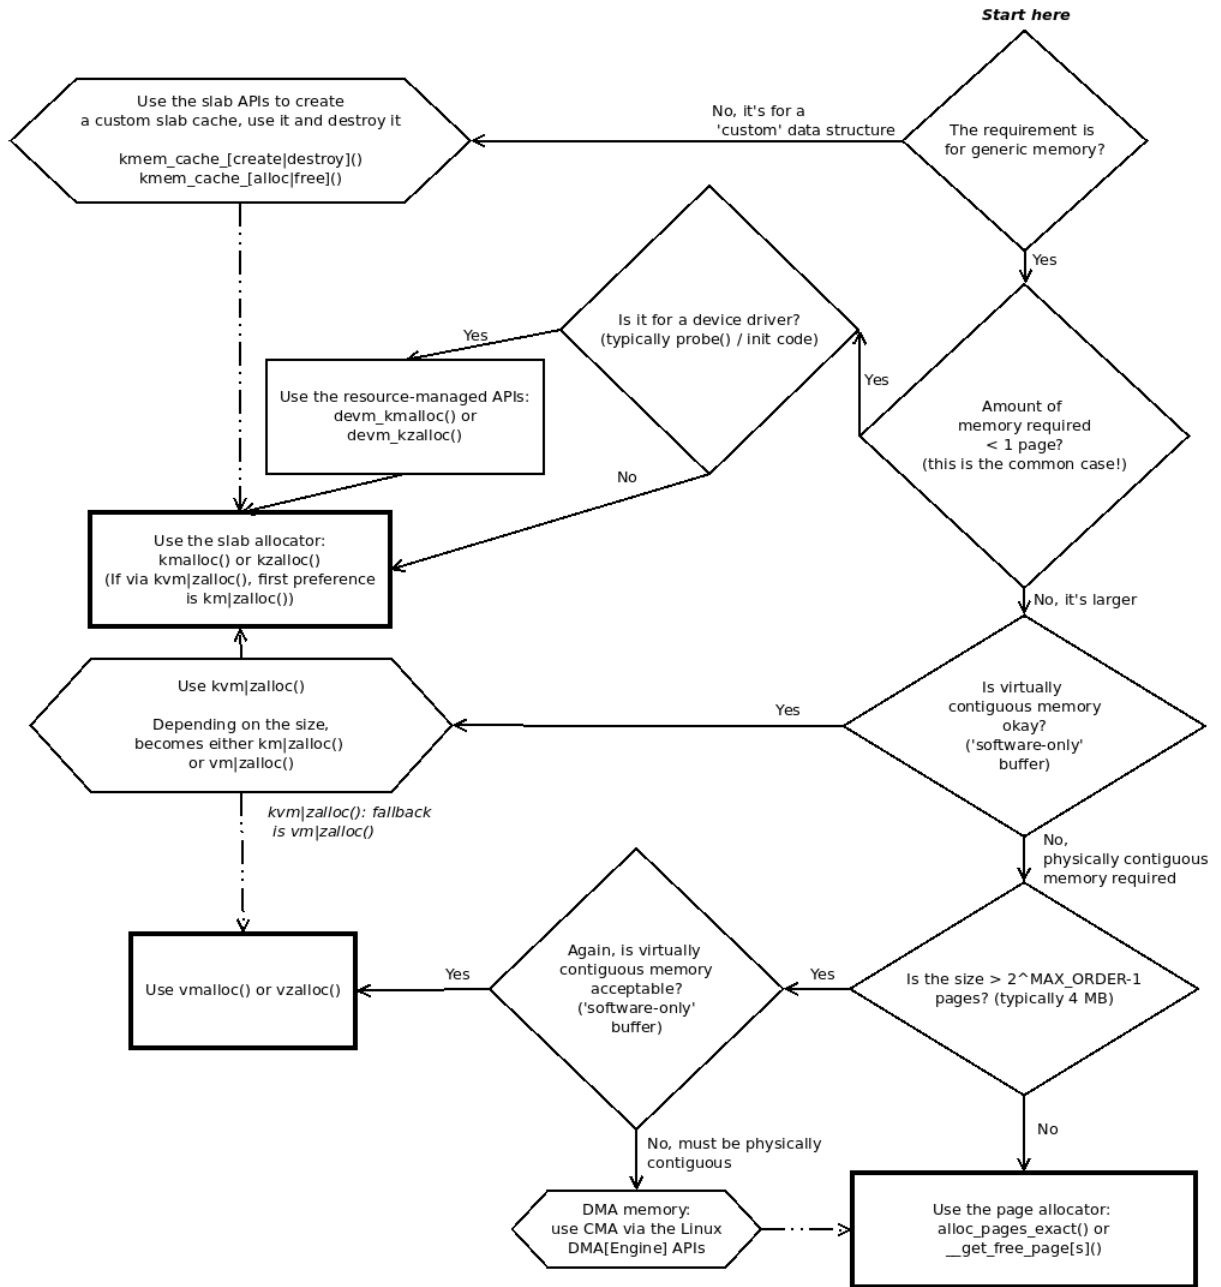 Start here
Use the slab APIs to create
a custom slab cache, use it and destroy it
kmem_cache_[create|destroy]()
kmem_cache_[alloc|free]()
No, it's for a
'custom' data structure
The requirement is
for generic memory?
Yes
Is it for a device driver?
(typically probe() / init code)
Yes
Use the resource-managed APIs:
devm_kmalloc() or
devm_kzalloc()
Yes
Amount of
memory required
< 1 page?
(this is the common case!)
No
Use the slab allocator:
kmalloc() or kzalloc()
(If via kvm|zalloc(), first preference
is km|zalloc())
No, it's larger
Use kvm|zalloc()
Depending on the size,
becomes either km|zalloc()
or vm|zalloc()
Yes
Is virtually
contiguous memory
okay?
('software-only'
buffer)
kvm|zalloc(): fallback
is vm|zalloc()
No,
physically contiguous
memory required
Use vmalloc() or vzalloc()
Yes
Again, is virtually
contiguous memory
acceptable?
('software-only'
buffer)
Yes
Is the size > 2^MAX_ORDER-1
pages? (typically 4 MB)
No, must be physically
contiguous
No
DMA memory:
use CMA via the Linux
DMA[Engine] APIs
Use the page allocator:
alloc_pages_exact() or
__get_free_page[s]()